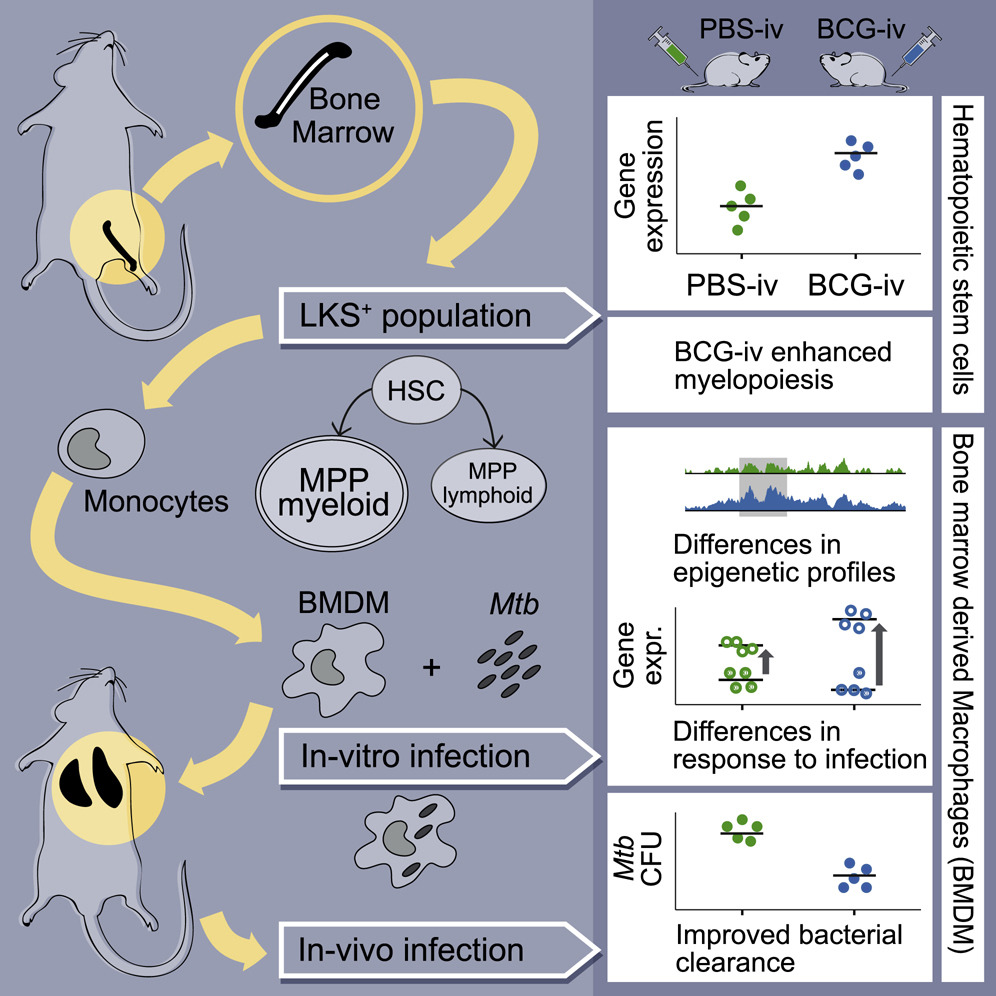 Bone
Marrow
LKS+ population
HSC
MPP
myeloid
MPP
lymphoid
Monocytes
BMDM
Mtb
+
In-vitro infection
In-vivo infection
PBS-iv
BCG-iv
Gene
expression
PBS-iv
BCG-iv
BCG-iv enhanced
myelopoiesis
Hematopoietic stem cells
Differences in
epigenetic profiles
Gene
expr.
Differences in
response to infection
Mtb
CFU
Improved bacterial
clearance
Bone marrow derived Macrophages (BMDM)